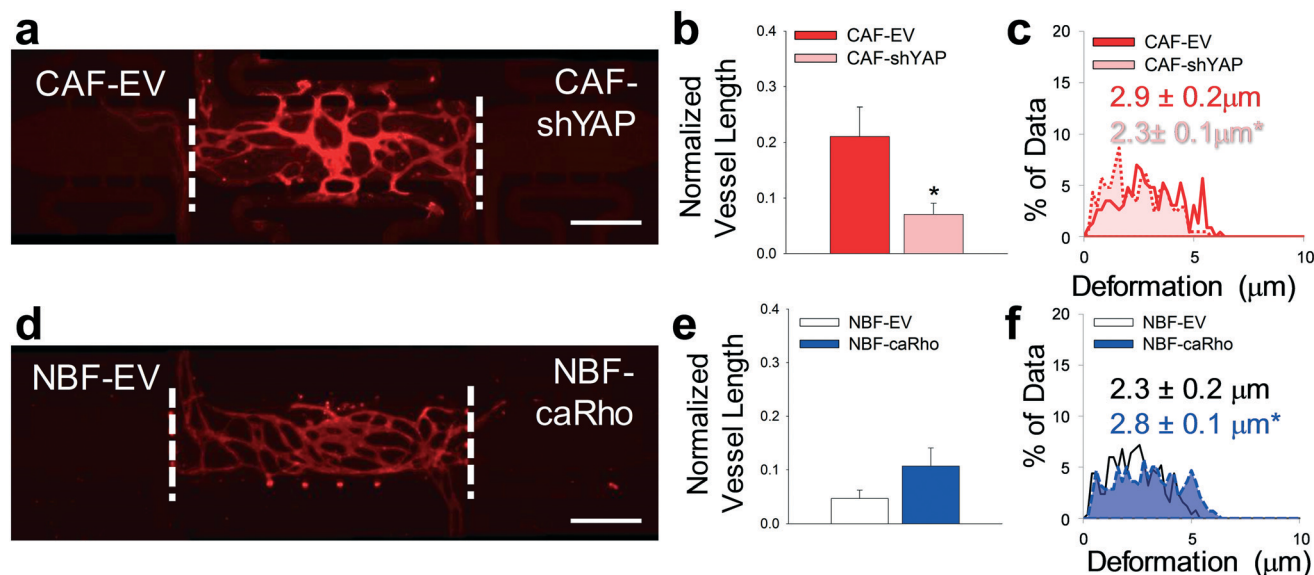 a
CAF-EV
CAF-
shYAP
b
Normalized
Vessel Length
0.4
0.3
0.2
0.1
0.0
CAF-EV
CAF-shYAP
*
c
% of Data
20
15
10
5
0
CAF-EV
CAF-shYAP
2.9 ± 0.2μm
2.3± 0.1μm*
0
5
10
Deformation (μm)
d
NBF-EV
NBF-
caRho
e
Normalized
Vessel Length
0.4
0.3
0.2
0.1
0.0
NBF-EV
NBF-caRho
f
% of Data
20
15
10
5
0
NBF-EV
NBF-caRho
2.3 ± 0.2 μm
2.8 ± 0.1 μm*
0
5
10
Deformation (μm)